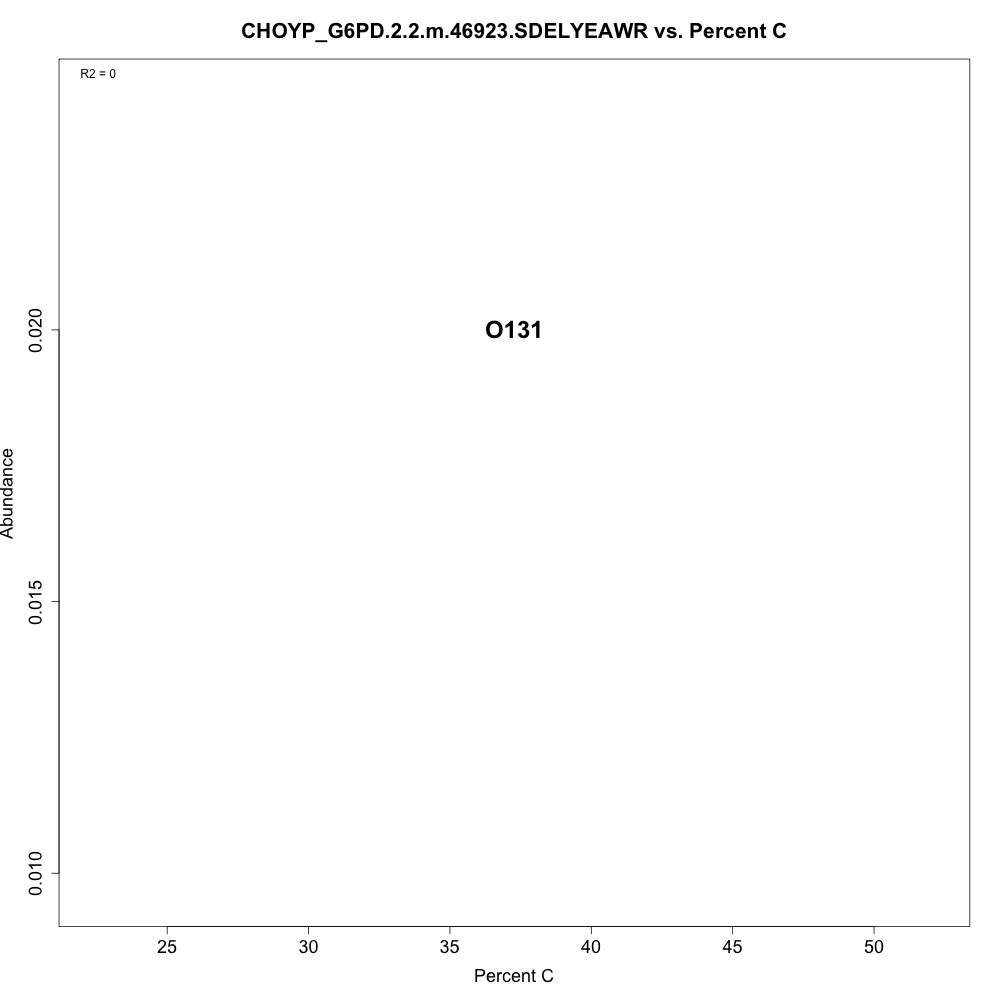 CHOYP_G6PD.2.2.m.46923.SDELYEAWR vs. Percent C
R2 = 0
0.020
O131
Abundance
0.015
0.010
25 30 35 40 45 50
Percent C